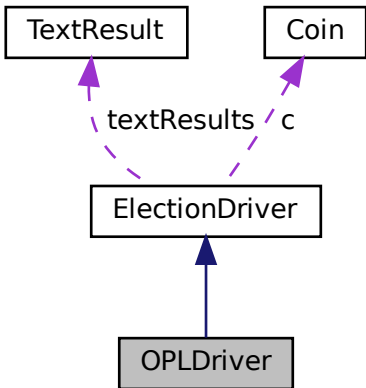 TextResult
Coin
textResults
c
ElectionDriver
OPLDriver